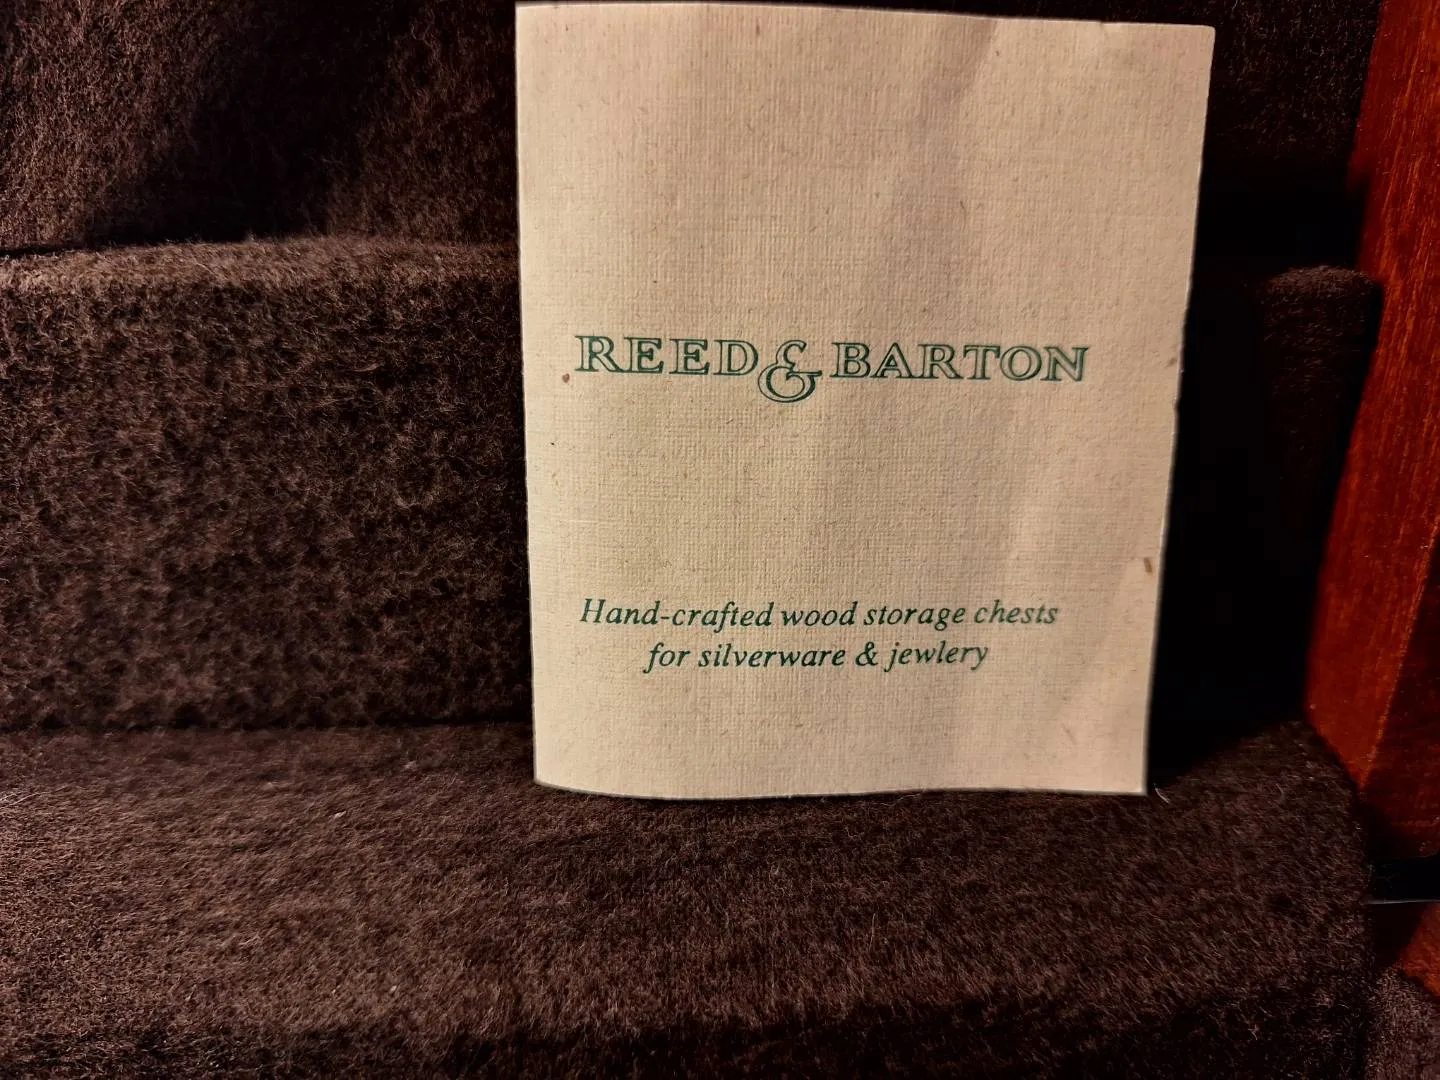 REED & BARTON
Hand-crafted wood storage chests
for silverware & jewlery